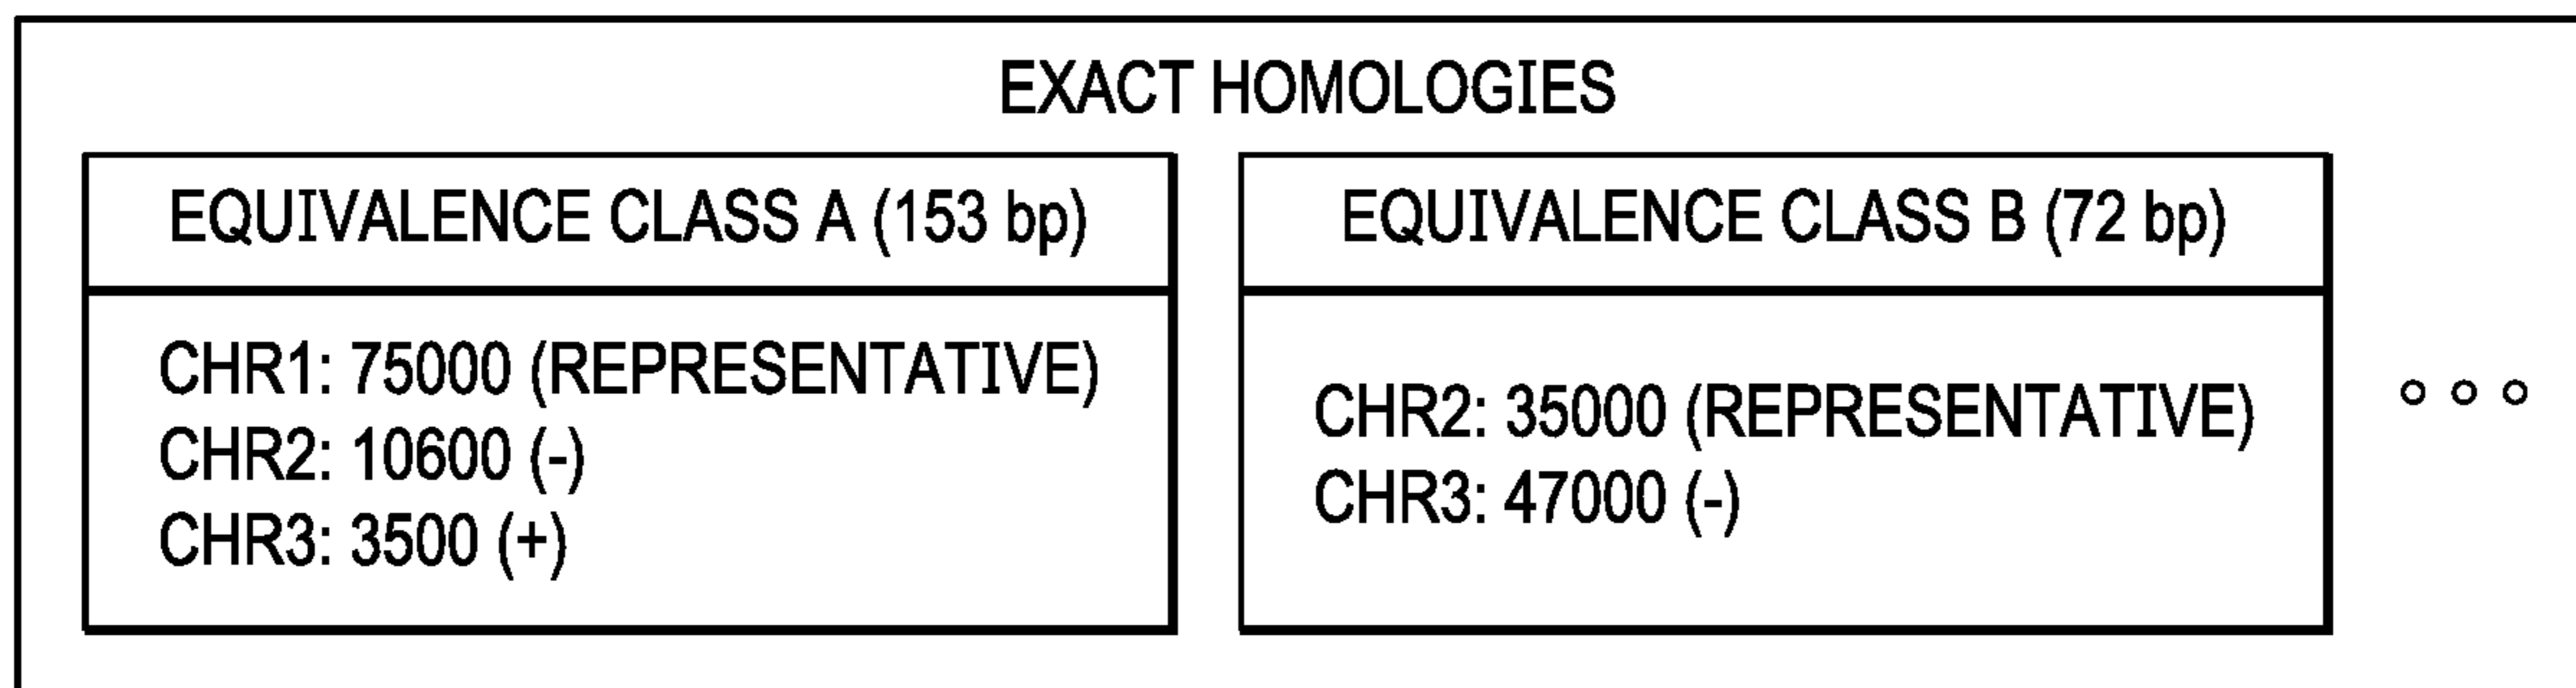 EXACT HOMOLOGIES
EQUIVALENCE CLASS A (153 bp)
CHR1: 75000 (REPRESENTATIVE)
CHR2: 10600 (-)
CHR3: 3500 (+)
EQUIVALENCE CLASS B (72 bp)
CHR2: 35000 (REPRESENTATIVE)
CHR3: 47000 (-)